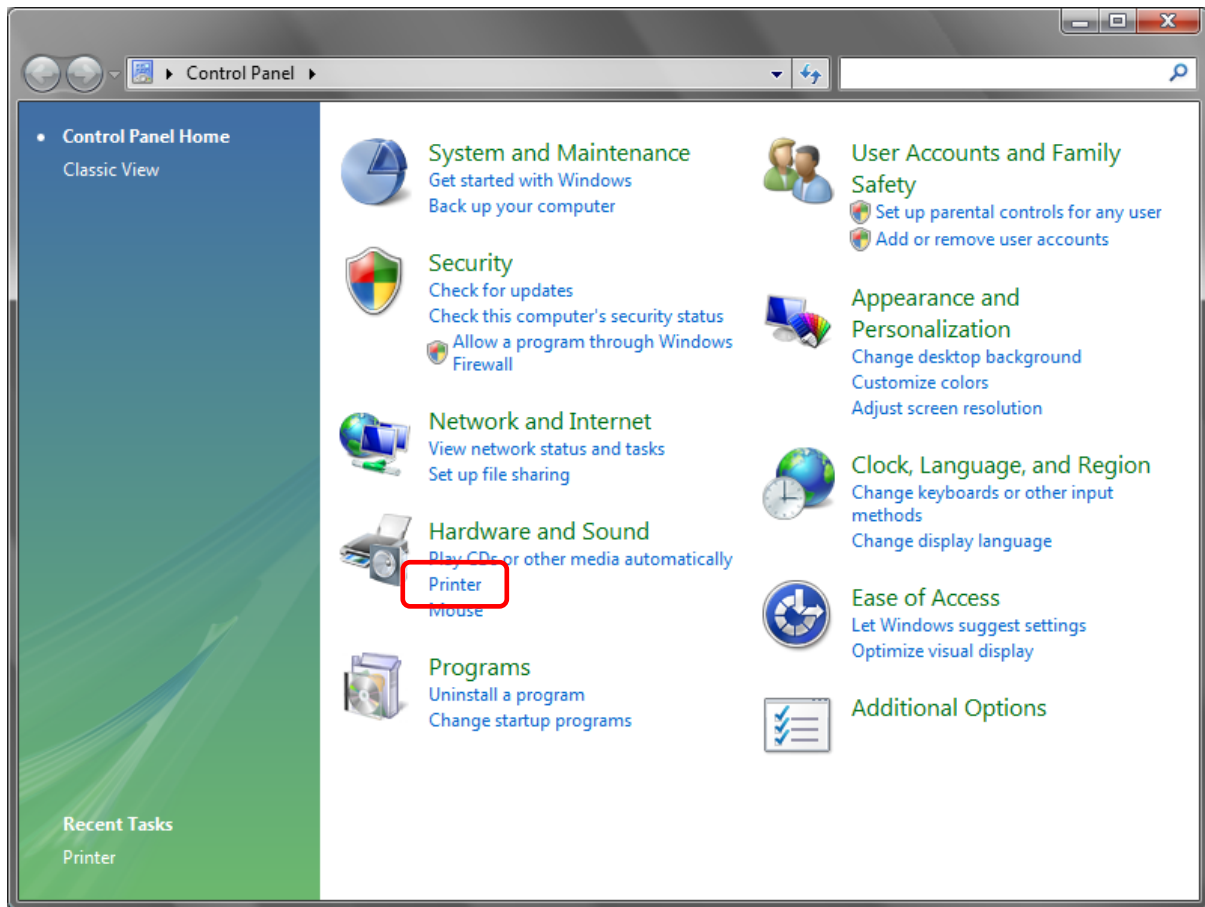 Control Panel
Control Panel Home
Classic View
Recent Tasks
Printer
System and Maintenance
Get started with Windows
Back up your computer
Security
Check for updates
Check this computer's security status
Allow a program through Windows
Firewall
Network and Internet
View network status and tasks
Set up file sharing
Hardware and Sound
Play CDs or other media automatically
Printer
Mouse
Programs
Uninstall a program
Change startup programs
User Accounts and Family
Safety
Set up parental controls for any user
Add or remove user accounts
Appearance and
Personalization
Change desktop background
Customize colors
Adjust screen resolution
Clock, Language, and Region
Change keyboards or other input
methods
Change display language
Ease of Access
Let Windows suggest settings
Optimize visual display
Additional Options